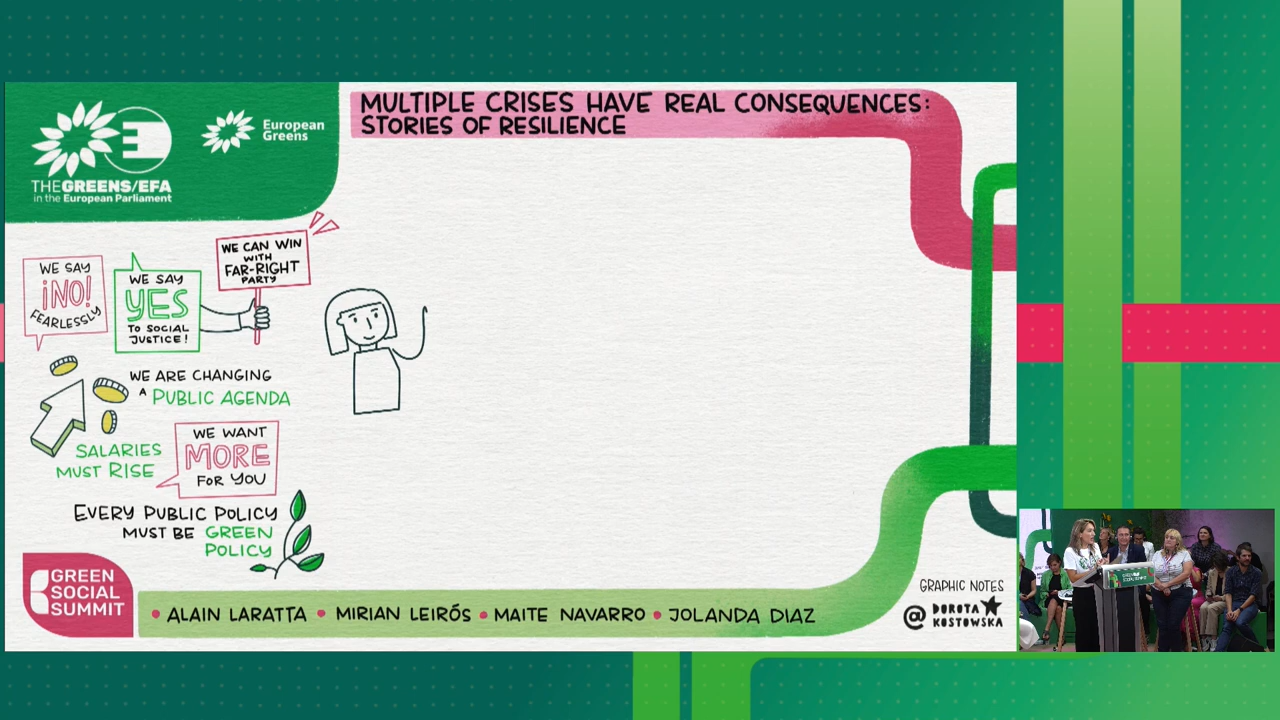 THE GREENS/EFA
in the European Parliament
European
Greens
MULTIPLE CRISES HAVE REAL CONSEQUENCES:
STORIES OF RESILIENCE
WE SAY
¡NO!
FEARLESSLY
WE SAY
YES
TO SOCIAL
JUSTICE!
WE CAN WIN
WITH
FAR-RIGHT
PARTY
WE ARE CHANGING
A PUBLIC AGENDA
SALARIES
MUST RISE
WE WANT
MORE
FOR YOU
EVERY PUBLIC POLICY
MUST BE GREEN
POLICY
GREEN
SOCIAL
SUMMIT
• ALAIN LARATTA • MIRIAN LEIRÓS • MAITE NAVARRO • JOLANDA DIAZ
GRAPHIC NOTES
@ DOROTA
KOSTOWSKA